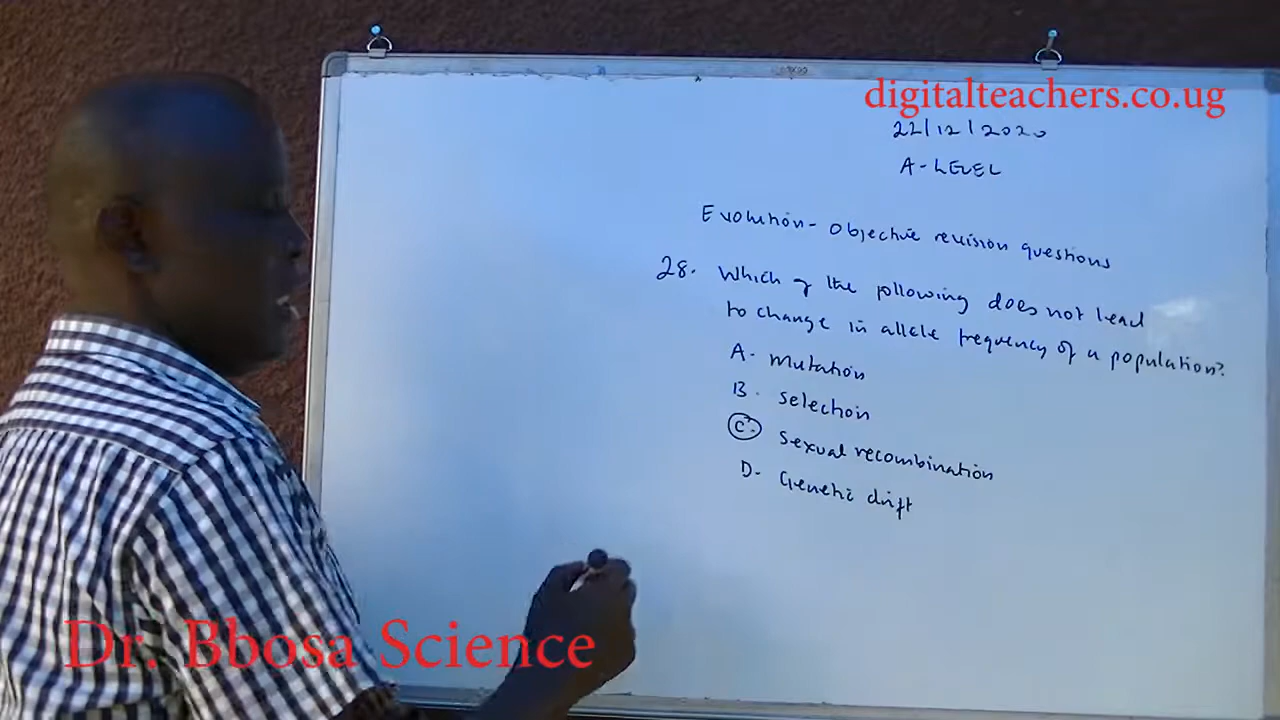 digitalteachers.co.ug
22/12/2020
A-LEVEL
Evolution- Objective revision questions
28. Which of the following does not lead
to change in allele frequency of a population?
A. Mutation
B. Selection
C. Sexual recombination
D. Genetic drift
Dr. Bbosa Science